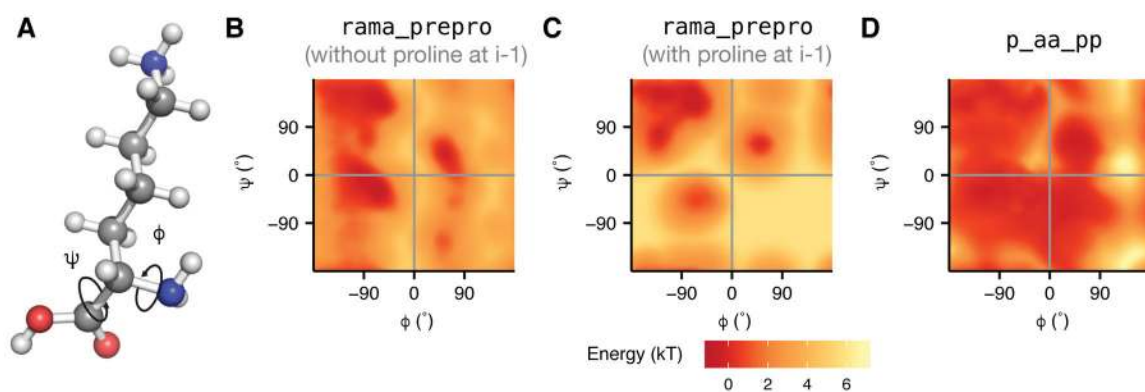 A
ψ
ϕ
B
rama_prepro
(without proline at i-1)
90
0
−90
ψ (°)
−90
0
90
ϕ (°)
C
rama_prepro
(with proline at i-1)
90
0
−90
ψ (°)
−90
0
90
ϕ (°)
D
p_aa_pp
90
0
−90
ψ (°)
−90
0
90
ϕ (°)
Energy (kT)
0
2
4
6